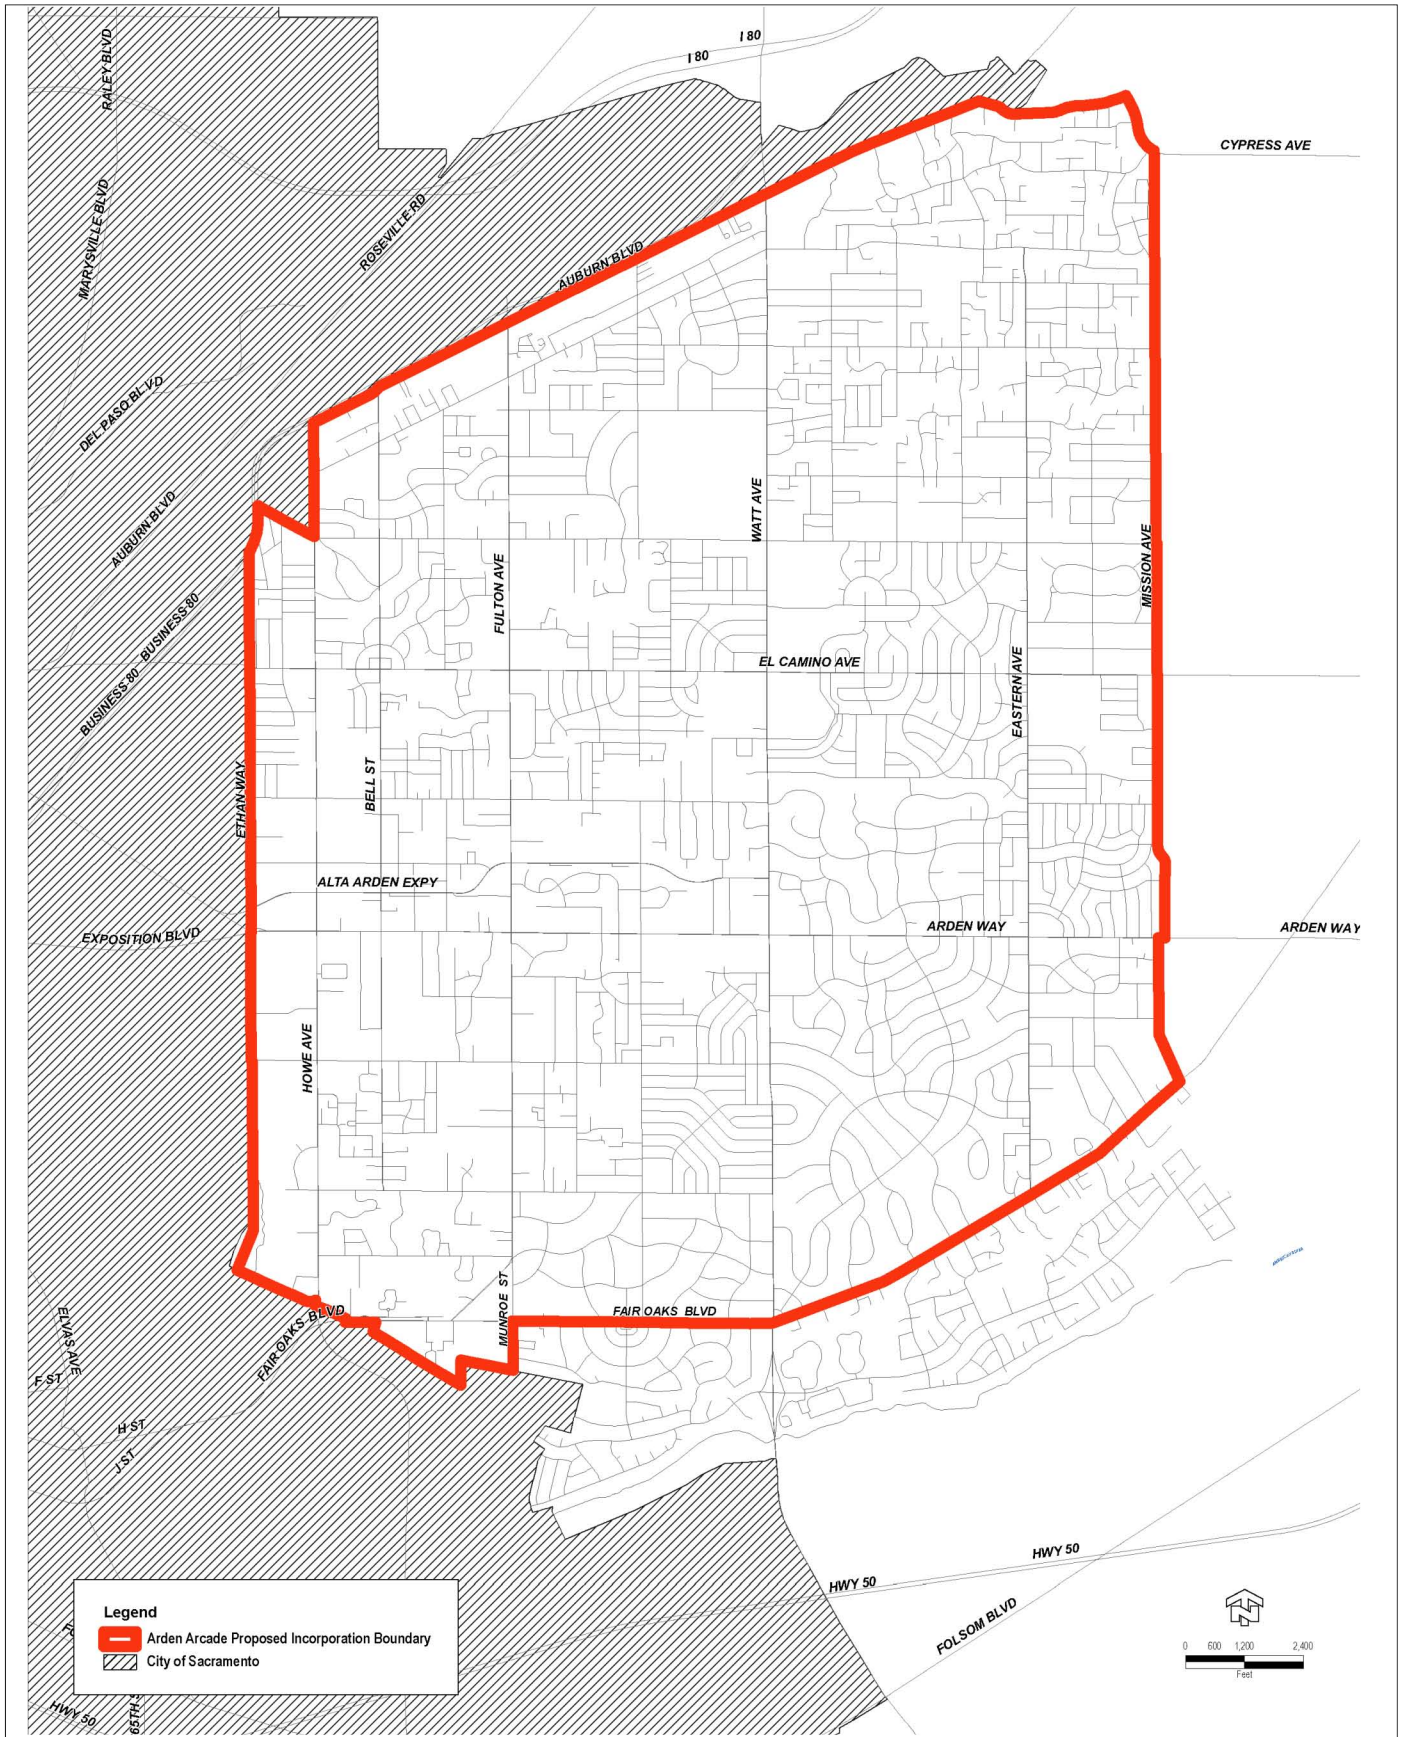 I 80
I 80
RALEY BLVD
CYPRESS AVE
MARYSVILLE BLVD
ROSEVILLE RD
AUBURN BLVD
DEL PASO BLVD
AUBURN BLVD
WATT AVE
MISSION AVE
FULTON AVE
BUSINESS 80
BUSINESS 80
EL CAMINO AVE
EASTERN AVE
ETHAN WAY
BELL ST
ALTA ARDEN EXPY
EXPOSITION BLVD
ARDEN WAY
ARDEN WAY
HOWE AVE
MUNROE ST
FAIR OAKS BLVD
FAIR OAKS BLVD
ELVAS AVE
F ST
H ST
J ST
HWY 50
HWY 50
FOLSOM BLVD
Legend
Arden Arcade Proposed Incorporation Boundary
City of Sacramento
HWY 50
65TH
N
0 600 1,200 2,400
Feet